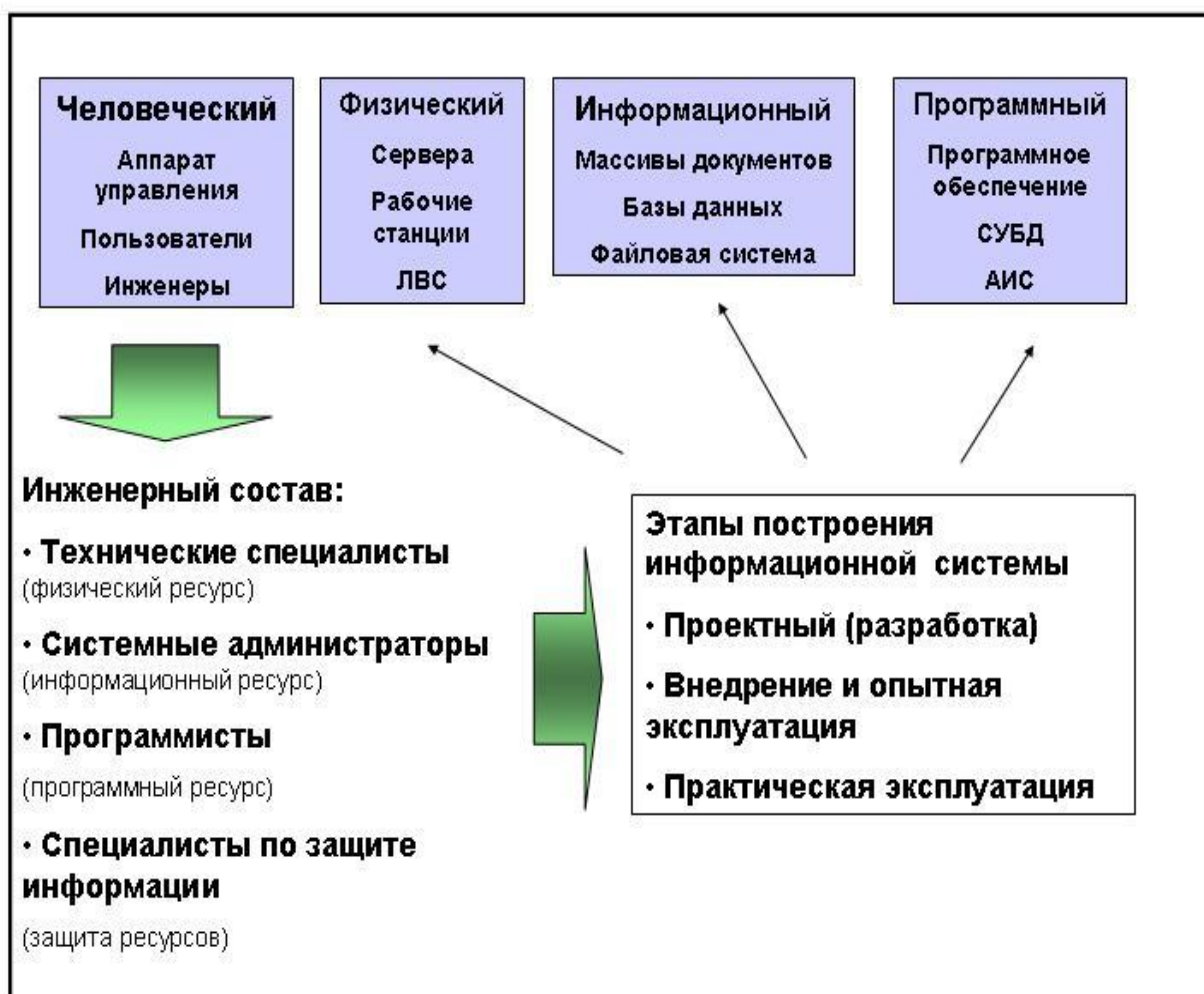 Человеческий
Аппарат
управления
Пользователи
Инженеры
Физический
Сервера
Рабочие
станции
ЛВС
Информационный
Массивы документов
Базы данных
Файловая система
Программный
Программное
обеспечение
СУБД
АИС
Инженерный состав:
· Технические специалисты
(физический ресурс)
· Системные администраторы
(информационный ресурс)
· Программисты
(программный ресурс)
· Специалисты по защите
информации
(защита ресурсов)
Этапы построения
информационной системы
· Проектный (разработка)
· Внедрение и опытная
эксплуатация
· Практическая эксплуатация